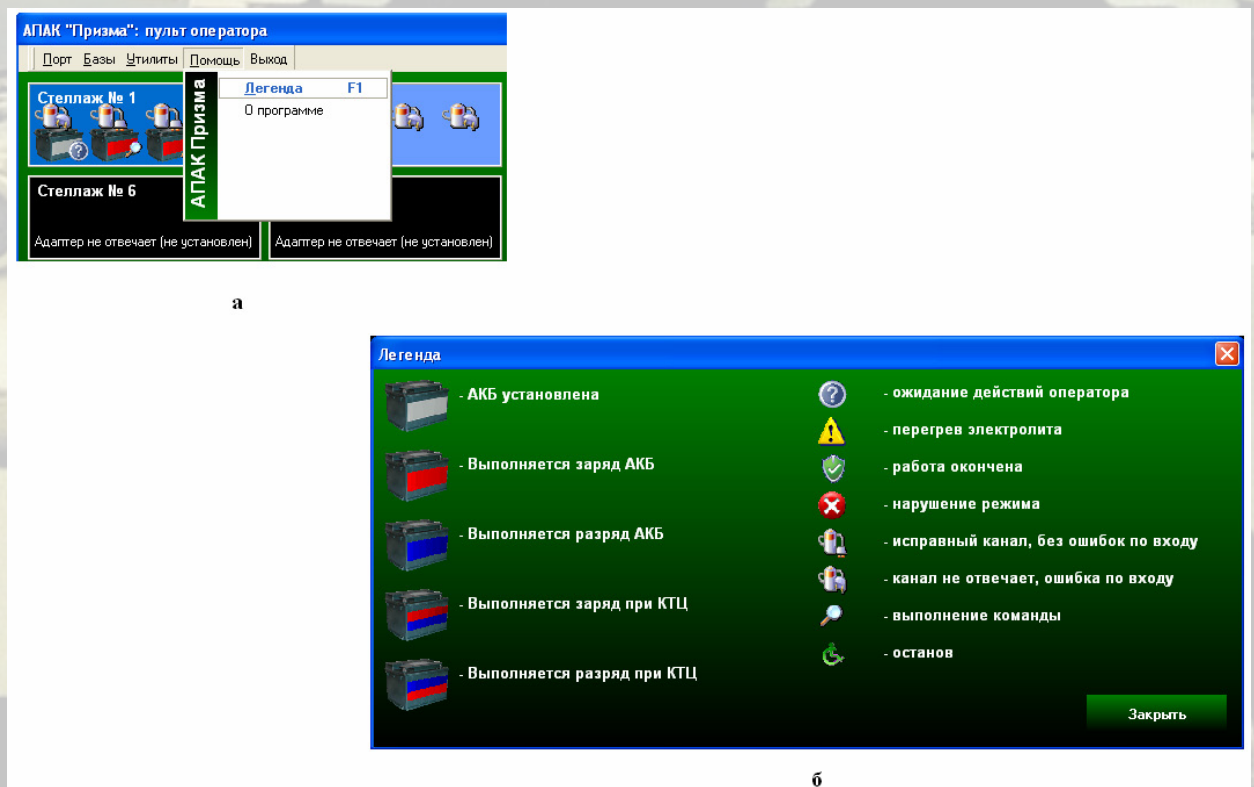 АПАК "Призма": пульт оператора
Порт Базы Утилиты Помощь Выход
Стеллаж № 1
АПАК Призма
Легенда F1
О программе
Стеллаж № 6
Адаптер не отвечает (не установлен)
Адаптер не отвечает (не установлен)
а
Легенда
- АКБ установлена
- Выполняется заряд АКБ
- Выполняется разряд АКБ
- Выполняется заряд при КТЦ
- Выполняется разряд при КТЦ
- ожидание действий оператора
- перегрев электролита
- работа окончена
- нарушение режима
- исправный канал, без ошибок по входу
- канал не отвечает, ошибка по входу
- выполнение команды
- останов
Закрыть
б